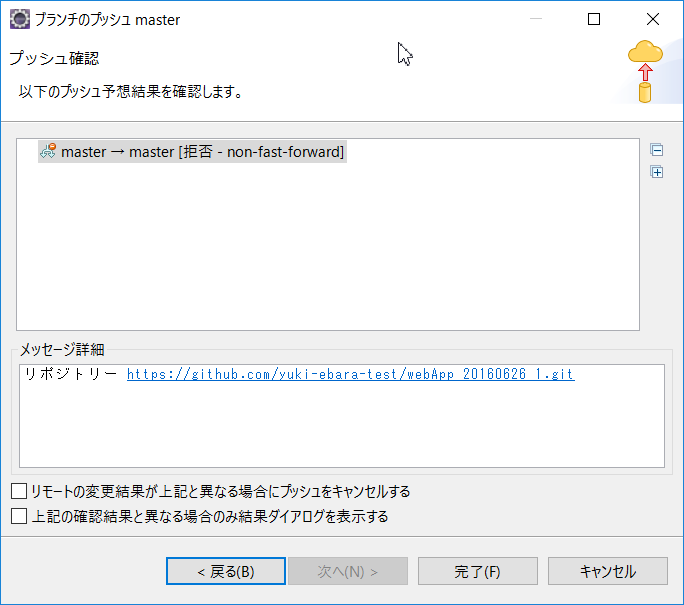 ブランチのプッシュ master
プッシュ確認
以下のプッシュ予想結果を確認します。
master → master [拒否 - non-fast-forward]
メッセージ詳細
リポジトリー https://github.com/yuki-ebara-test/webApp_20160626_1.git
リモートの変更結果が上記と異なる場合にプッシュをキャンセルする
上記の確認結果と異なる場合のみ結果ダイアログを表示する
< 戻る(B)
次へ(N) >
完了(F)
キャンセル